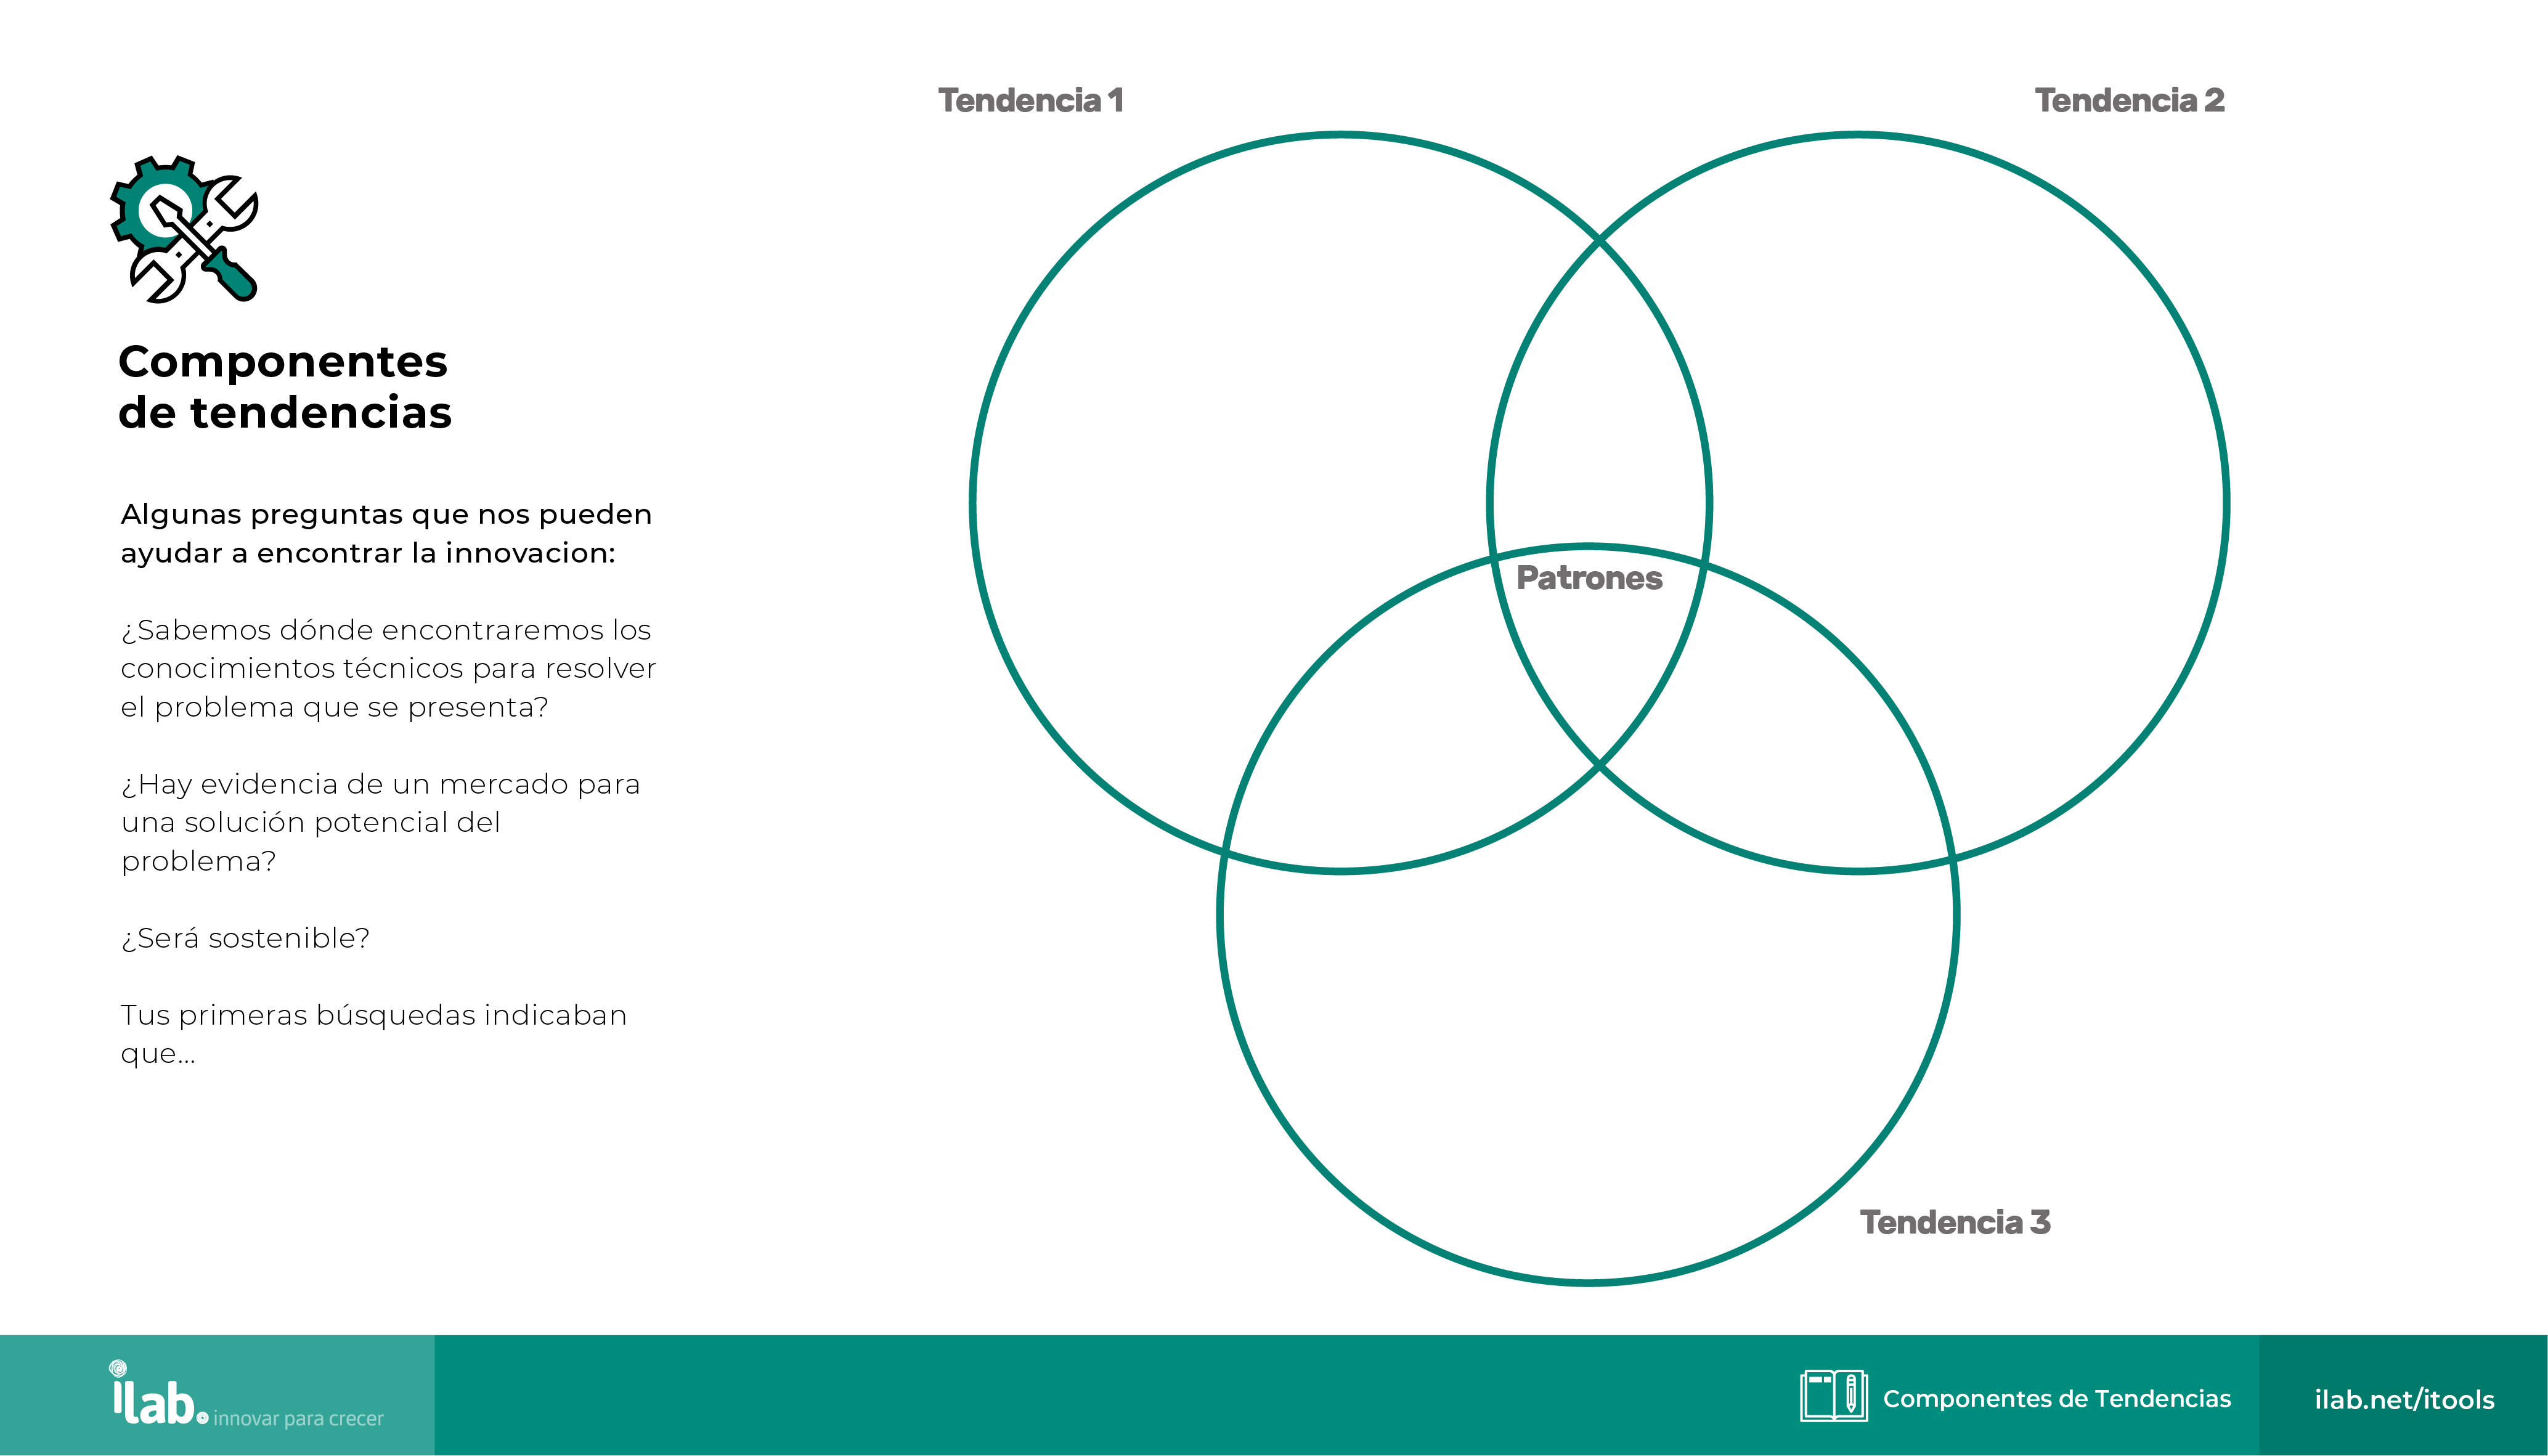 Tendencia 1
Tendencia 2
Componentes
de tendencias
Algunas preguntas que nos pueden
ayudar a encontrar la innovacion:
¿Sabemos dónde encontraremos los
conocimientos técnicos para resolver
el problema que se presenta?
¿Hay evidencia de un mercado para
una solución potencial del
problema?
¿Será sostenible?
Tus primeras búsquedas indicaban
que...
Patrones
Tendencia 3
ilab. innovar para crecer
Componentes de Tendencias
ilab.net/itools